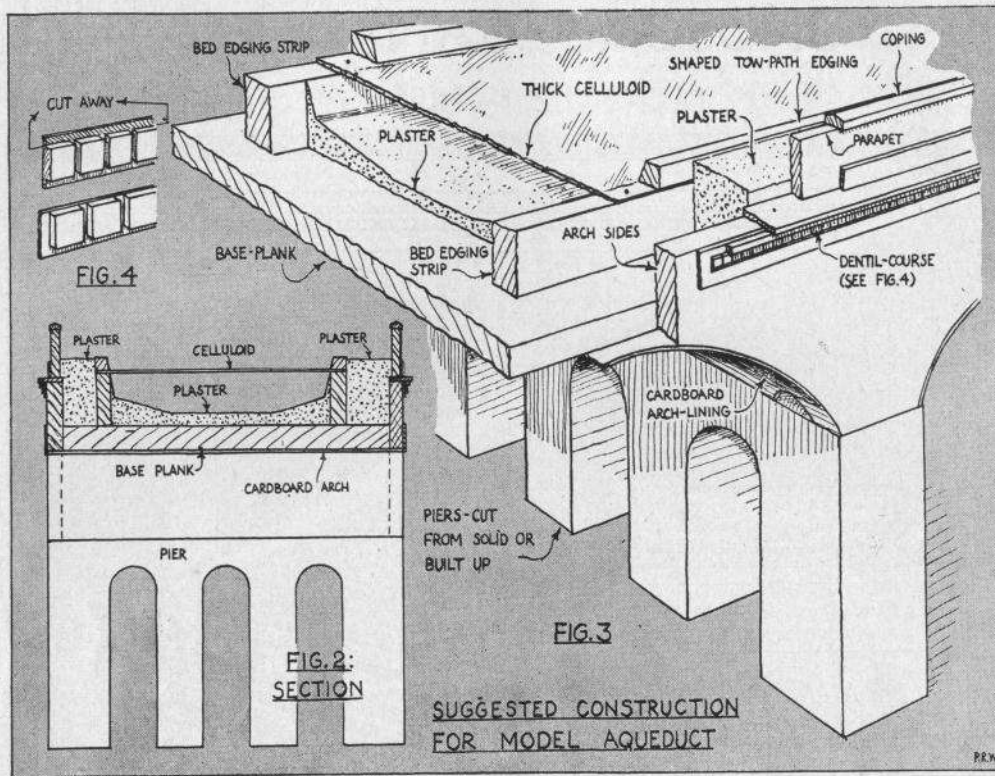 BED EDGING STRIP
CUT AWAY
COPING
SHAPED TOW-PATH EDGING
THICK CELLULOID
PLASTER
PARAPET
PLASTER
FIG. 4
BASE-PLANK
BED EDGING
STRIP
ARCH SIDES
DENTIL-COURSE
(SEE FIG.4)
PLASTER
PLASTER
CELLULOID
PLASTER
BASE PLANK
CARDBOARD ARCH
CARDBOARD
ARCH-LINING
PIERS-CUT
FROM SOLID OR
BUILT UP
PIER
FIG. 3
FIG. 2:
SECTION
SUGGESTED CONSTRUCTION
FOR MODEL AQUEDUCT
P.R.W.